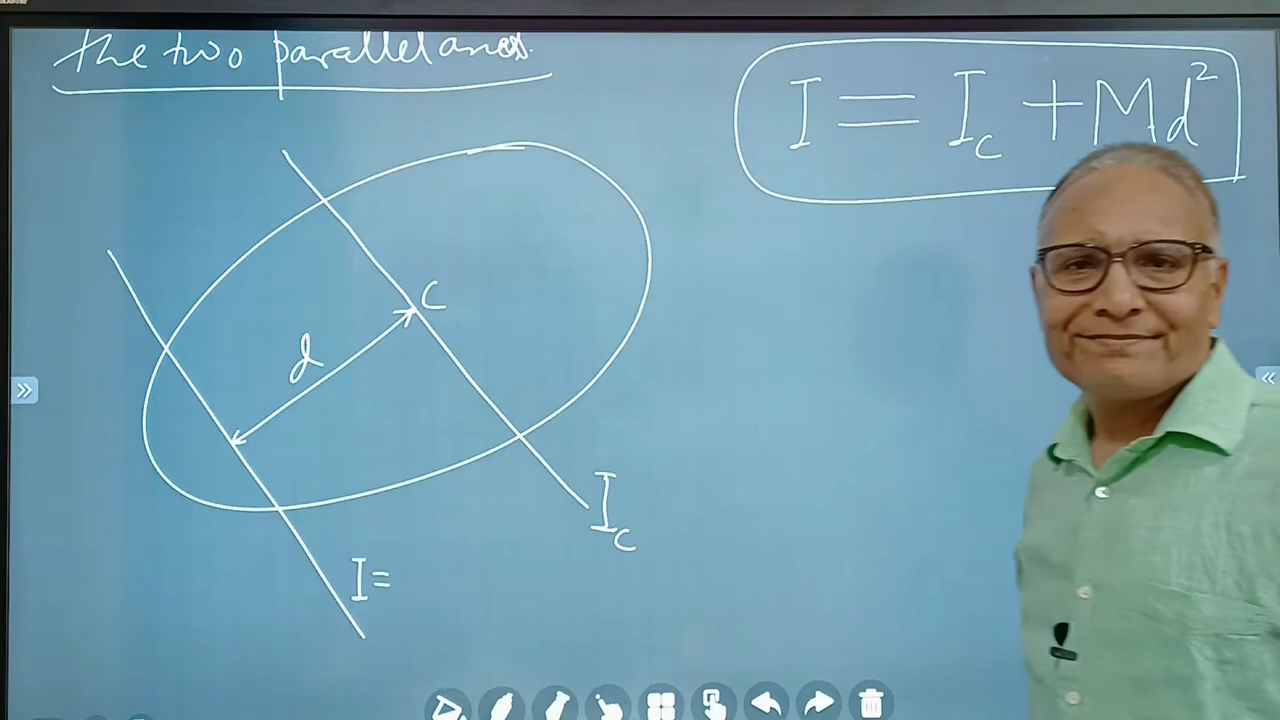 the two parallel axes.
I = I_c + Md²
C
d
I_c
I =